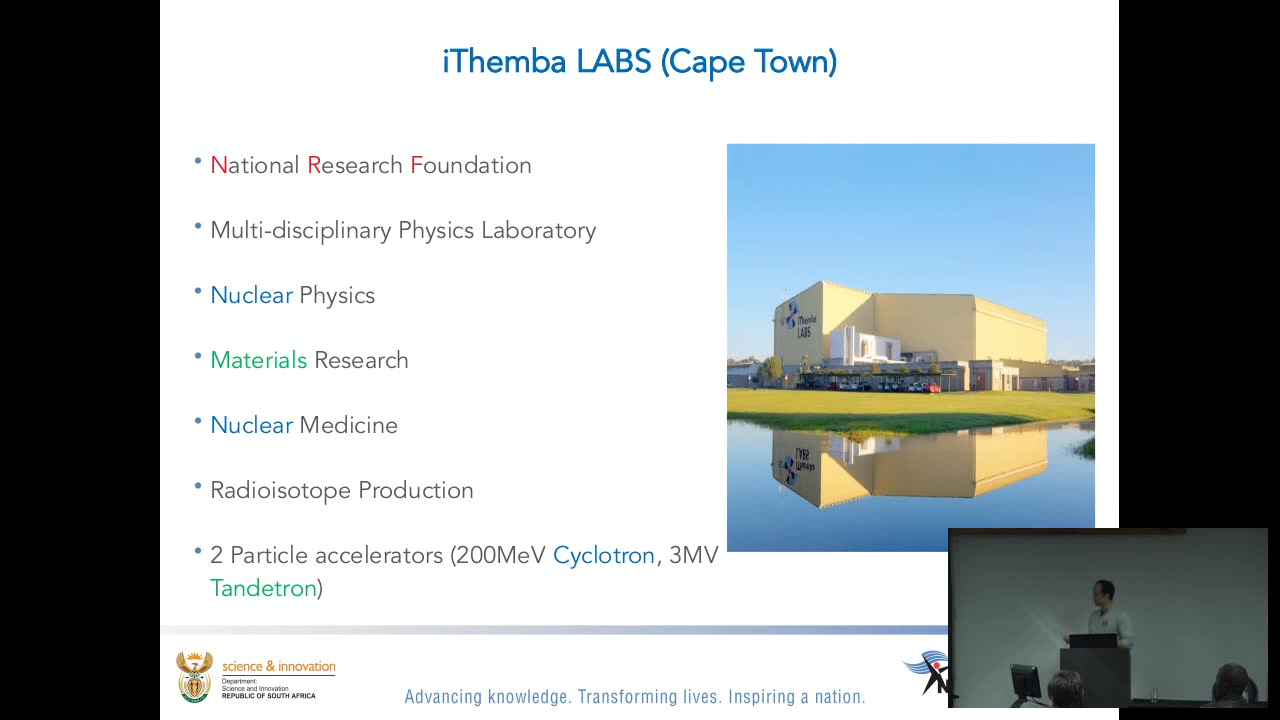 iThemba LABS (Cape Town)
• National Research Foundation
• Multi-disciplinary Physics Laboratory
• Nuclear Physics
• Materials Research
• Nuclear Medicine
• Radioisotope Production
• 2 Particle accelerators (200MeV Cyclotron, 3MV
Tandetron)
iThemba
LABS
science & innovation
Department:
Science and Innovation
REPUBLIC OF SOUTH AFRICA
Advancing knowledge. Transforming lives. Inspiring a nation.